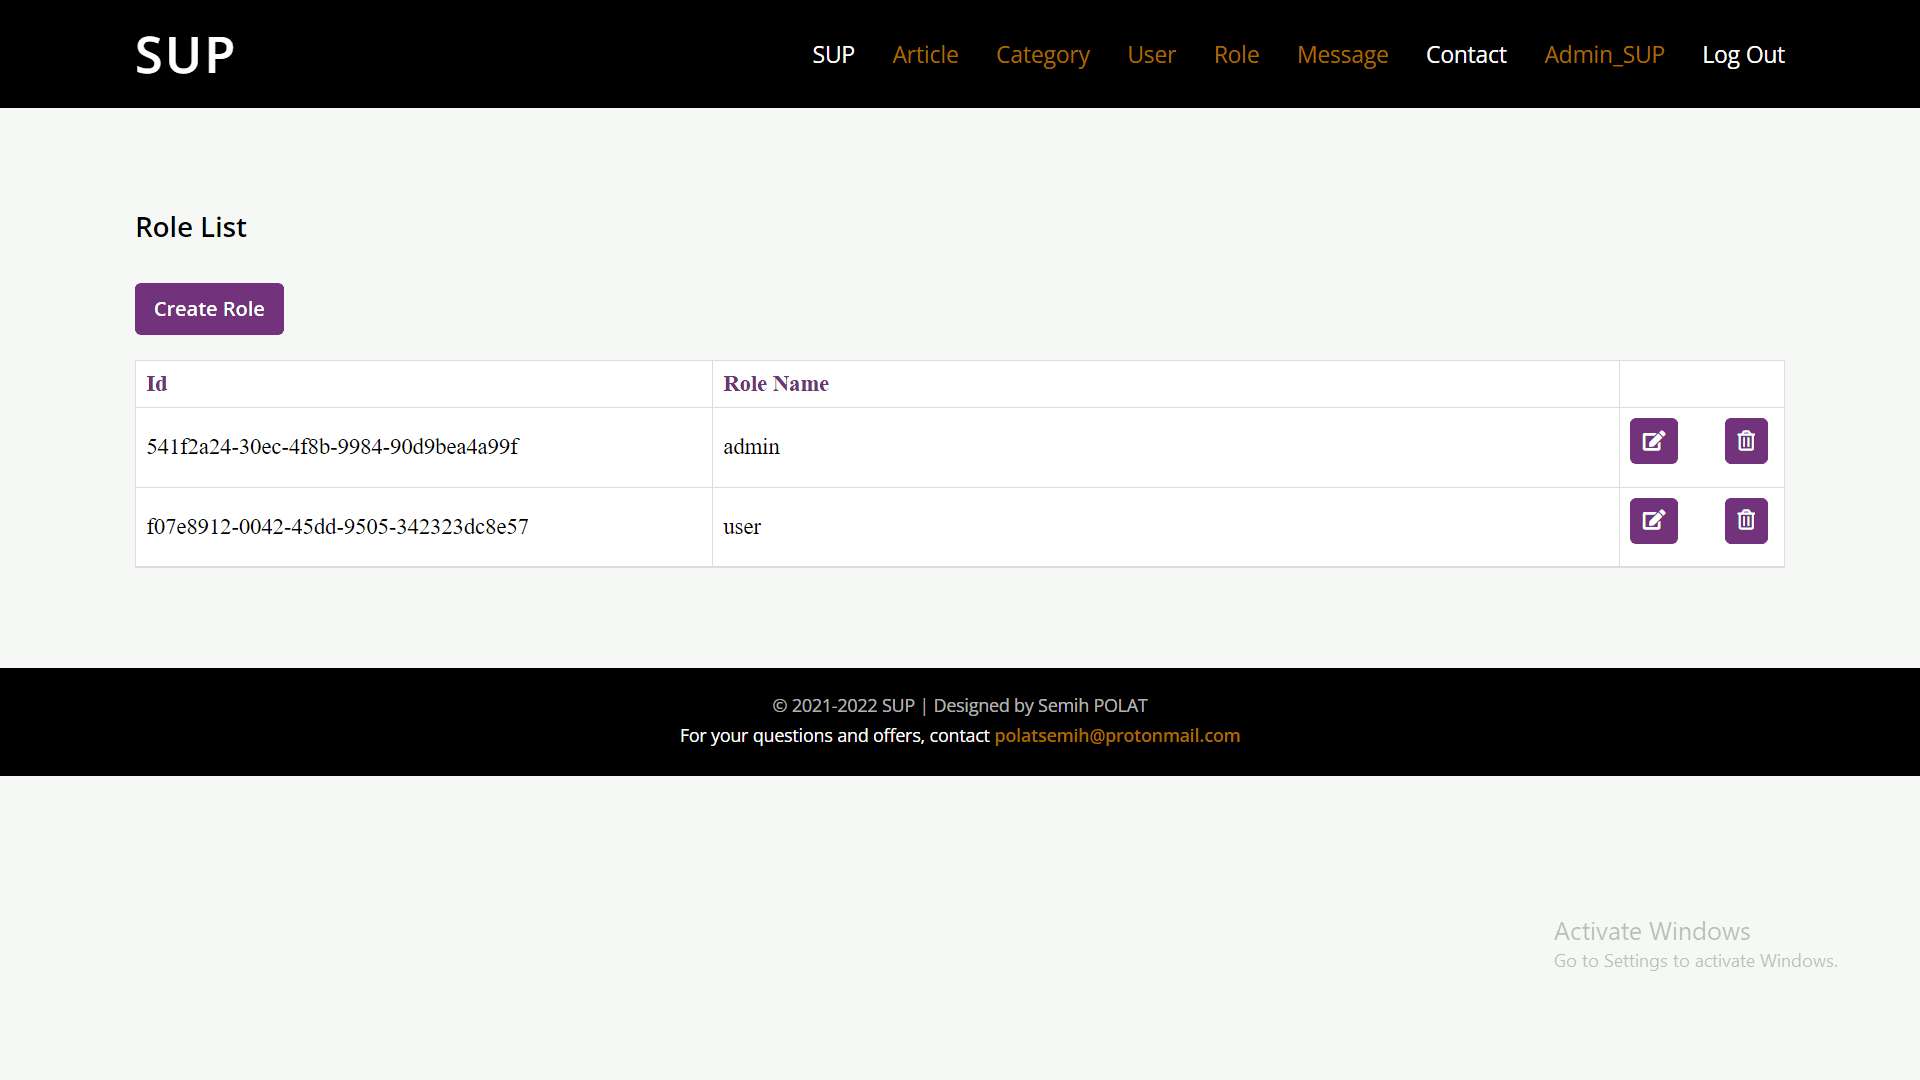 SUP
SUP Article Category User Role Message Contact Admin_SUP Log Out
Role List
Create Role
Id Role Name
541f2a24-30ec-4f8b-9984-90d9bea4a99f admin
f07e8912-0042-45dd-9505-342323dc8e57 user
© 2021-2022 SUP | Designed by Semih POLAT
For your questions and offers, contact polatsemih@protonmail.com
Activate Windows
Go to Settings to activate Windows.